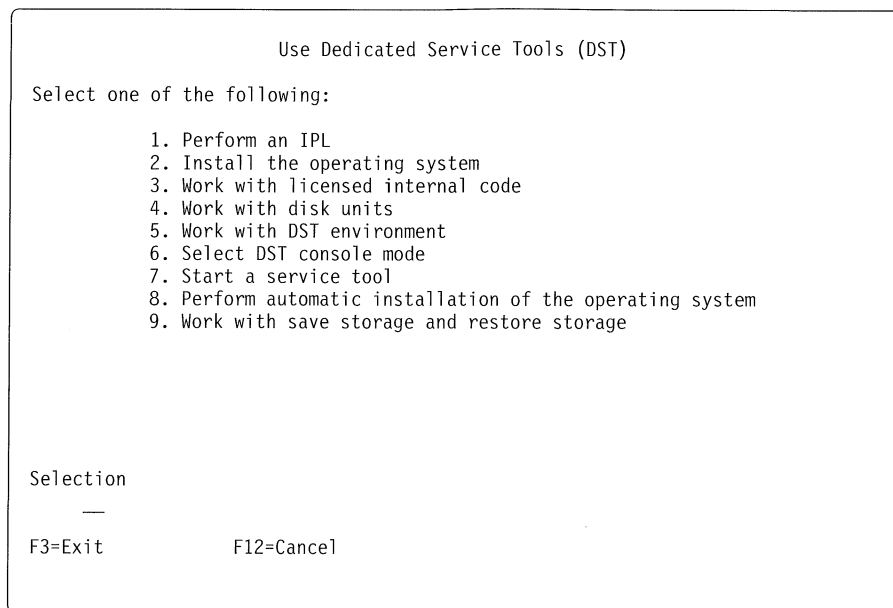 Use Dedicated Service Tools (DST)
Select one of the following:
1. Perform an IPL
2. Install the operating system
3. Work with licensed internal code
4. Work with disk units
5. Work with DST environment
6. Select DST console mode
7. Start a service tool
8. Perform automatic installation of the operating system
9. Work with save storage and restore storage
Selection
F3=Exit F12=Cancel